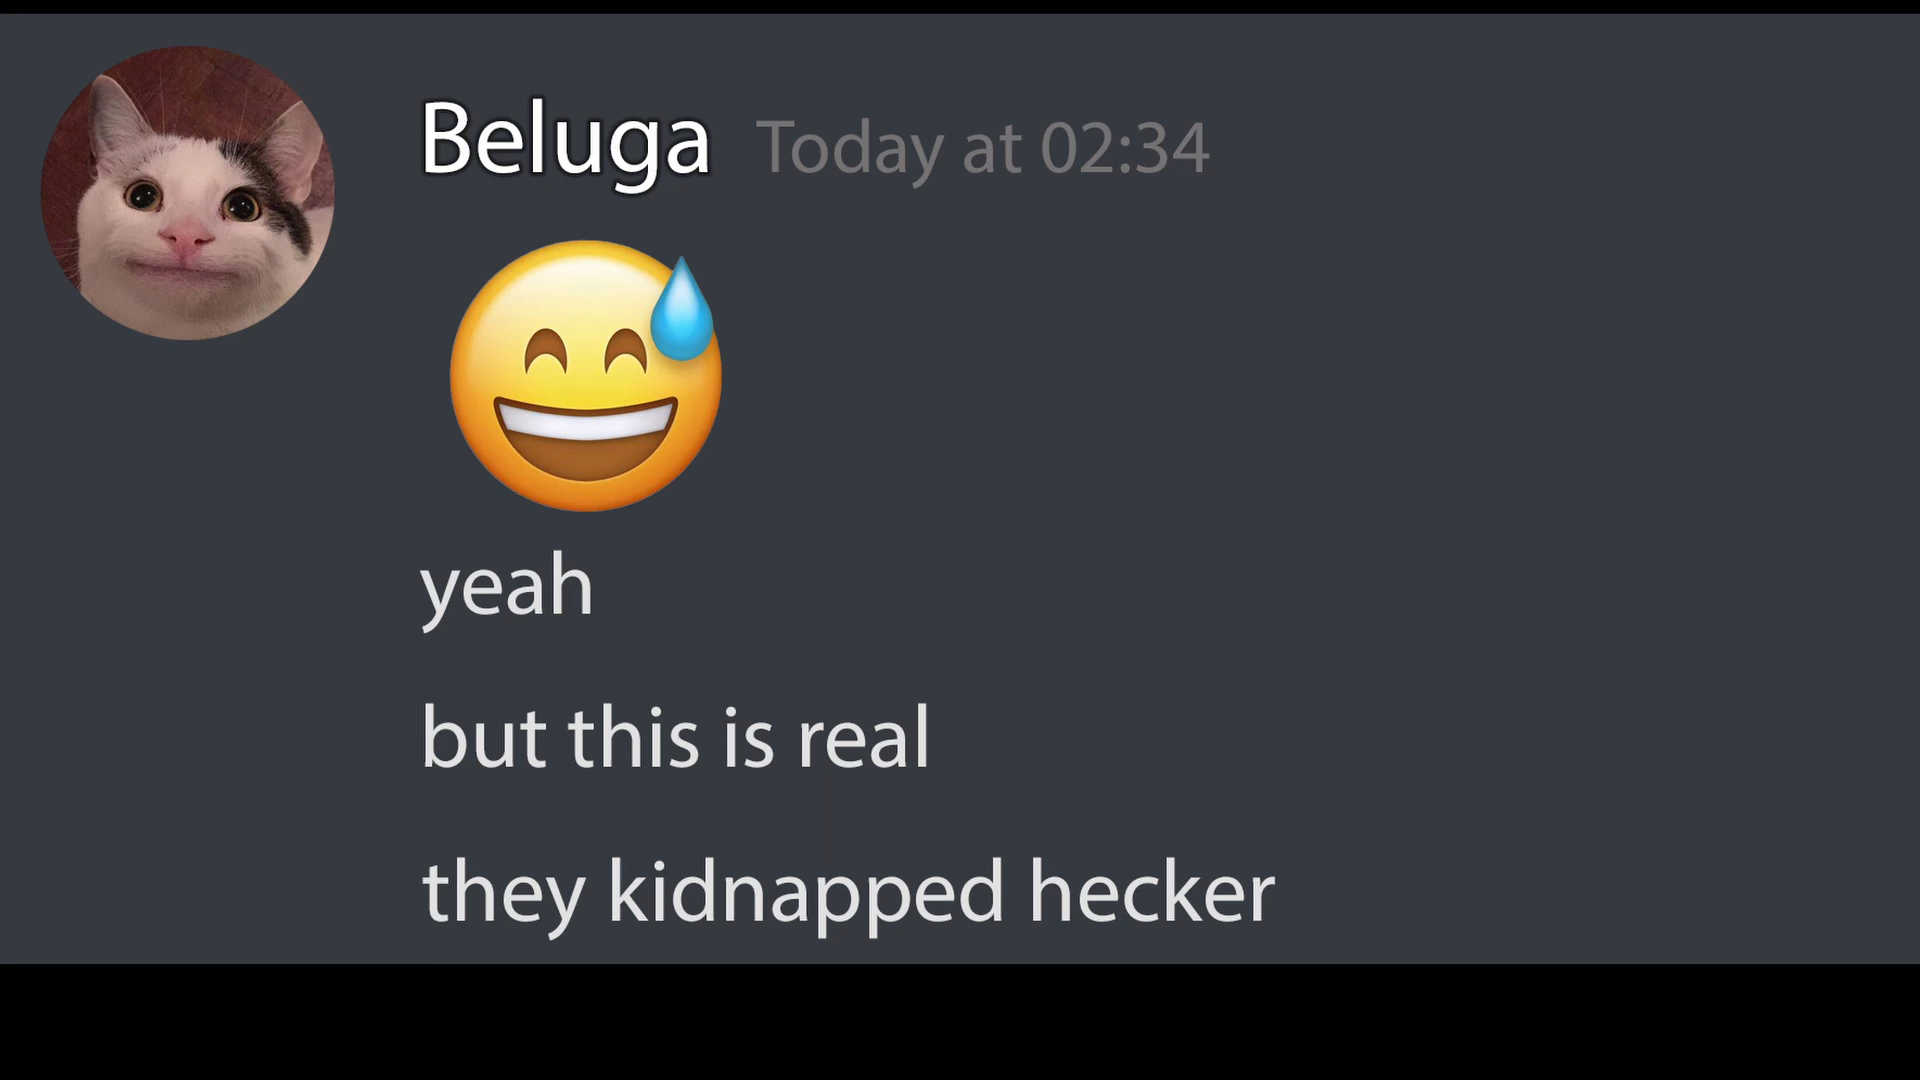 Beluga Today at 02:34
😅
yeah
but this is real
they kidnapped hecker